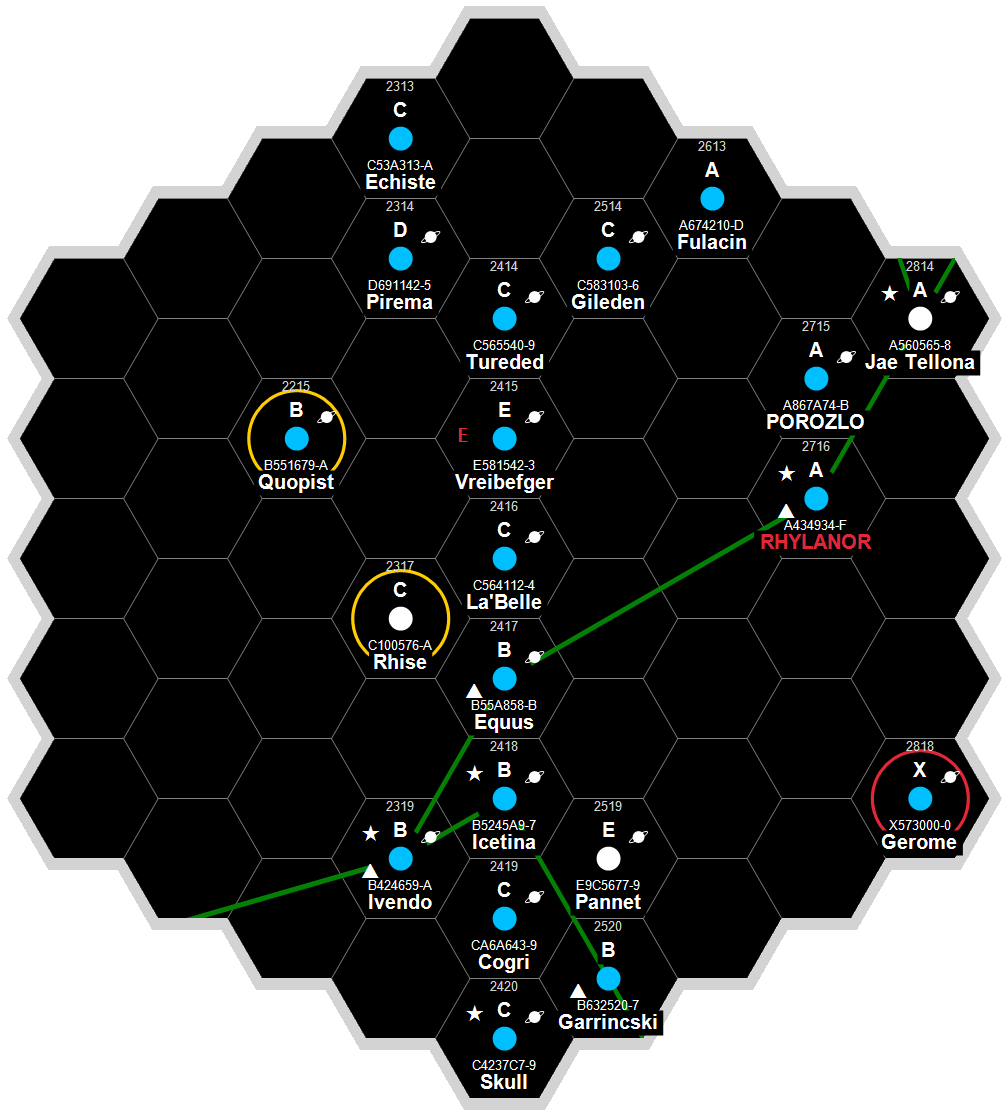 2313
C
C53A313-A
Echiste
2613
A
A674210-D
Fulacin
2314
D
D691142-5
Pirema
2514
C
C583103-6
Gileden
2414
C
C565540-9
Tureded
2814
A
A560565-8
Jae Tellona
2715
A
A867A74-B
POROZLO
2215
B
B551679-A
Quopist
2415
E
E
E581542-3
Vreibefger
2716
A
A434934-F
RHYLANOR
2416
C
C564112-4
La'Belle
2317
C
C100576-A
Rhise
2417
B
B55A858-B
Equus
2418
B
B5245A9-7
Icetina
2818
X
X573000-0
Gerome
2319
B
B424659-A
Ivendo
2519
E
E9C5677-9
Pannet
2419
C
CA6A643-9
Cogri
2520
B
B632520-7
Garrincski
2420
C
C4237C7-9
Skull